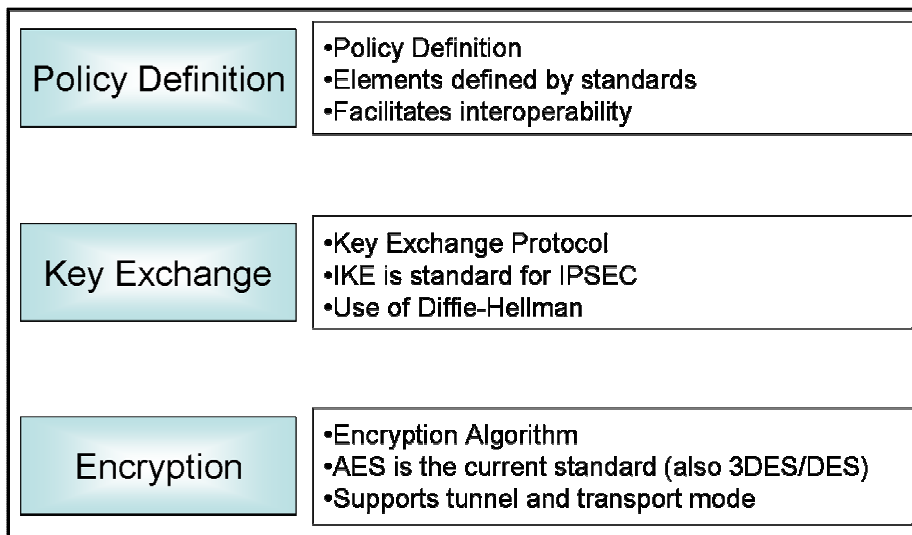 Policy Definition
•Policy Definition
•Elements defined by standards
•Facilitates interoperability
Key Exchange
•Key Exchange Protocol
•IKE is standard for IPSEC
•Use of Diffie-Hellman
Encryption
•Encryption Algorithm
•AES is the current standard (also 3DES/DES)
•Supports tunnel and transport mode